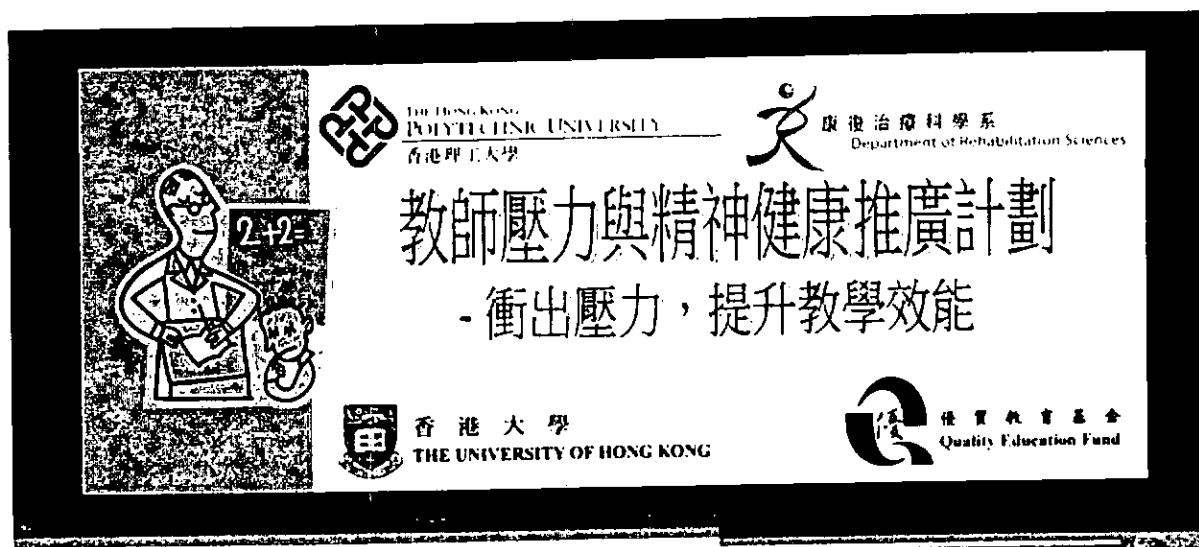 THE HONG KONG
POLYTECHNIC UNIVERSITY
香港理工大學
康復治療科學系
Department of Rehabilitation Sciences
2+2=
教師壓力與精神健康推廣計劃
- 衝出壓力，提升教學效能
香港大學
THE UNIVERSITY OF HONG KONG
優
優質教育基金
Quality Education Fund